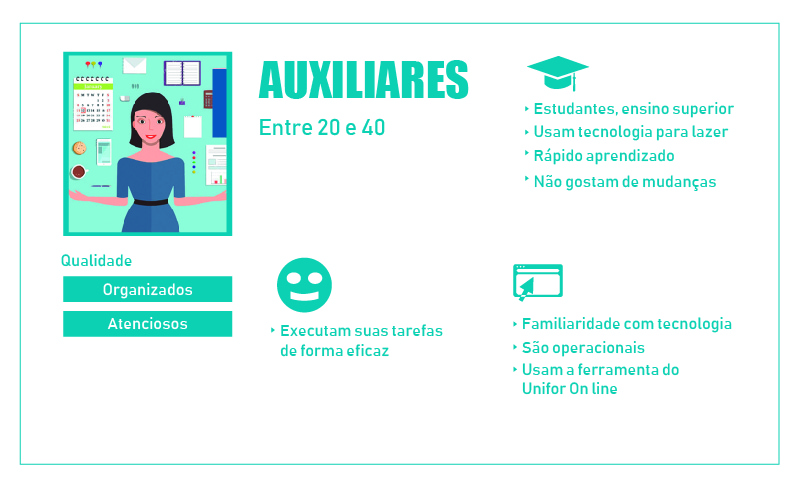 AUXILIARES
Entre 20 e 40
Estudantes, ensino superior
Usam tecnologia para lazer
Rápido aprendizado
Não gostam de mudanças
Qualidade
Organizados
Atenciosos
Executam suas tarefas
de forma eficaz
Familiaridade com tecnologia
São operacionais
Usam a ferramenta do
Unifor On line